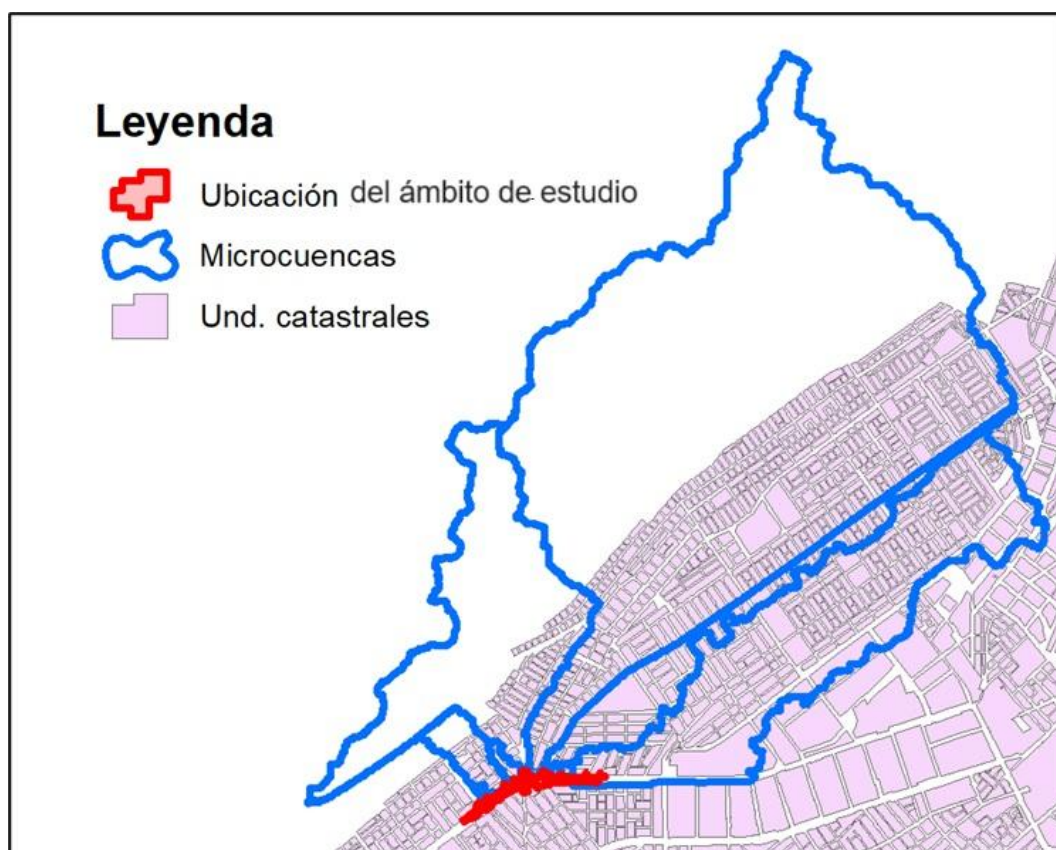 Leyenda
Ubicación del ámbito de estudio
Microcuencas
Und. catastrales